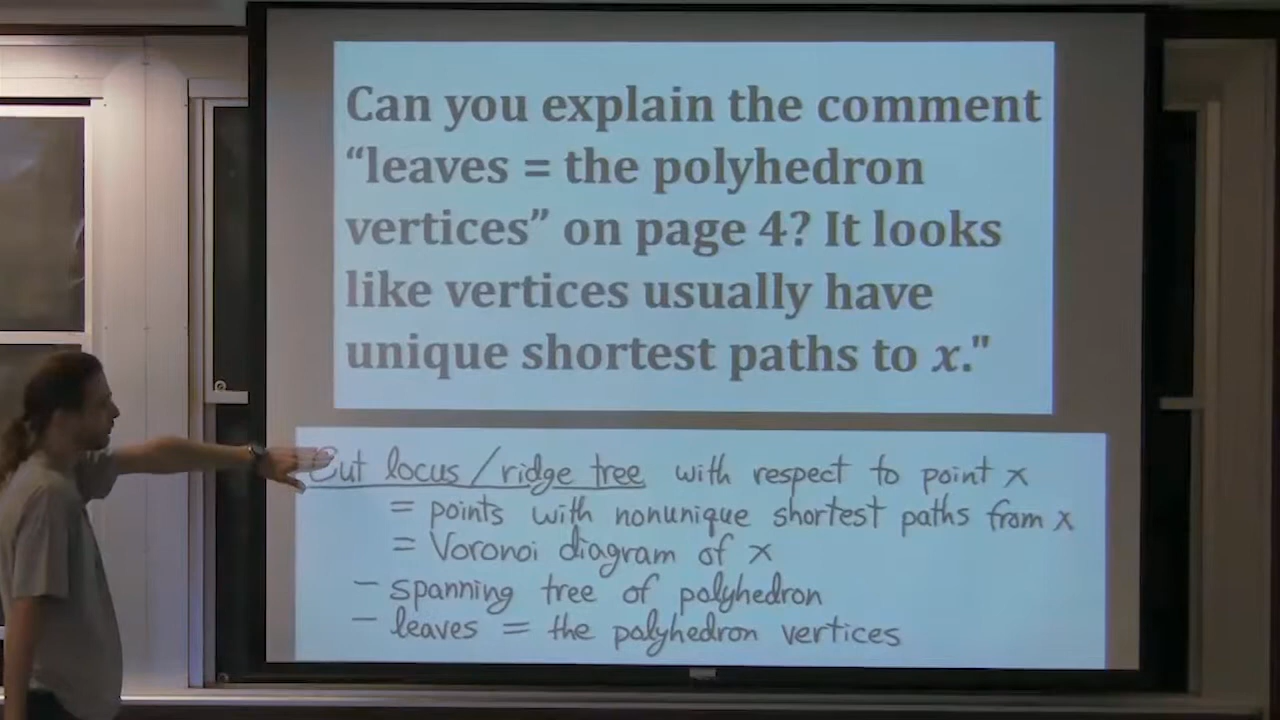 Can you explain the comment
“leaves = the polyhedron
vertices” on page 4? It looks
like vertices usually have
unique shortest paths to x."
Cut locus/ridge tree with respect to point x
= points with nonunique shortest paths from x
= Voronoi diagram of x
- spanning tree of polyhedron
- leaves = the polyhedron vertices